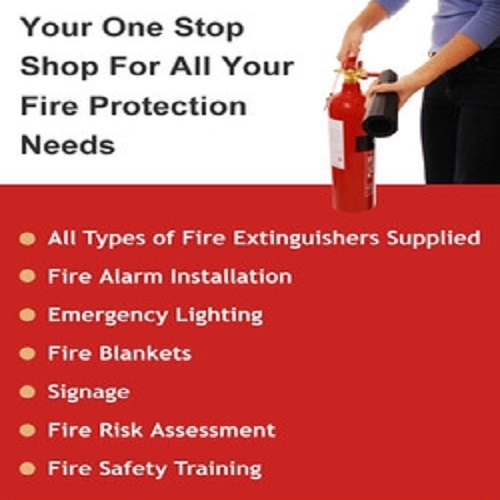 Your One Stop
Shop For All Your
Fire Protection
Needs
All Types of Fire Extinguishers Supplied
Fire Alarm Installation
Emergency Lighting
Fire Blankets
Signage
Fire Risk Assessment
Fire Safety Training